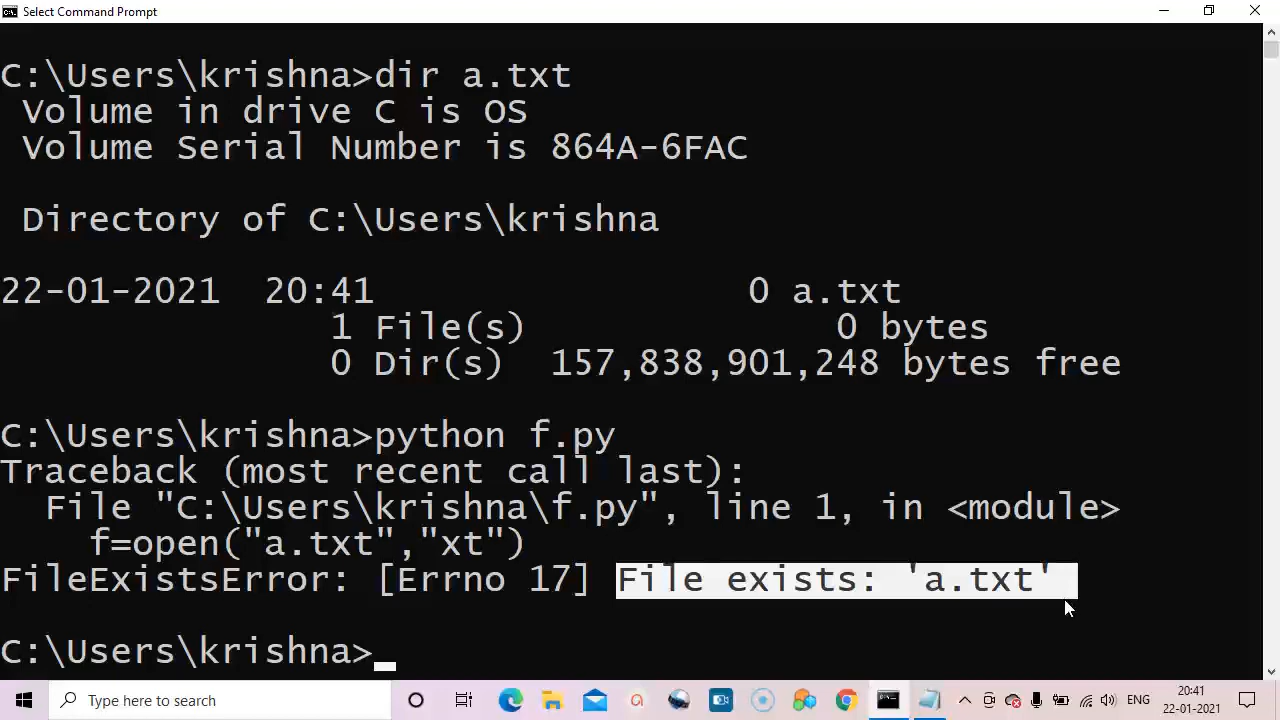 Select Command Prompt
C:\Users\krishna>dir a.txt
Volume in drive C is OS
Volume Serial Number is 864A-6FAC
Directory of C:\Users\krishna
22-01-2021  20:41                 0 a.txt
1 File(s)              0 bytes
0 Dir(s)  157,838,901,248 bytes free
C:\Users\krishna>python f.py
Traceback (most recent call last):
File "C:\Users\krishna\f.py", line 1, in <module>
f=open("a.txt","xt")
FileExistsError: [Errno 17] File exists: 'a.txt'
C:\Users\krishna>
Type here to search
ENG
20:41
22-01-2021